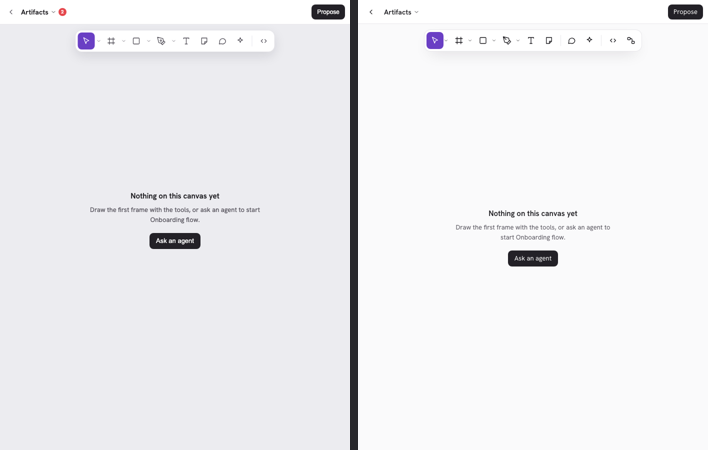 Artifacts 3
Propose
Nothing on this canvas yet
Draw the first frame with the tools, or ask an agent to start
Onboarding flow.
Ask an agent
Artifacts
Propose
Nothing on this canvas yet
Draw the first frame with the tools, or ask an agent to
start Onboarding flow.
Ask an agent